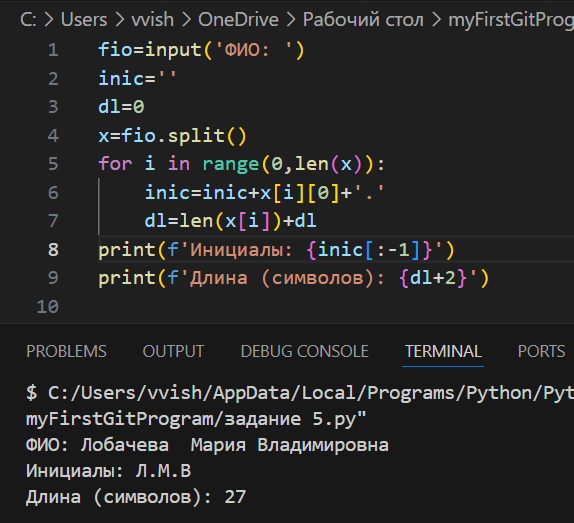 C: > Users > vvish > OneDrive > Рабочий стол > myFirstGitProg
1 fio=input('ФИО: ')
2 inic=''
3 dl=0
4 x=fio.split()
5 for i in range(0,len(x)):
6     inic=inic+x[i][0]+'.'
7     dl=len(x[i])+dl
8 print(f'Инициалы: {inic[:-1]}')
9 print(f'Длина (символов): {dl+2}')
10
PROBLEMS OUTPUT DEBUG CONSOLE TERMINAL PORTS
$ C:/Users/vvish/AppData/Local/Programs/Python/Pyt
myFirstGitProgram/задание 5.py"
ФИО: Лобачева  Мария Владимировна
Инициалы: Л.М.В
Длина (символов): 27